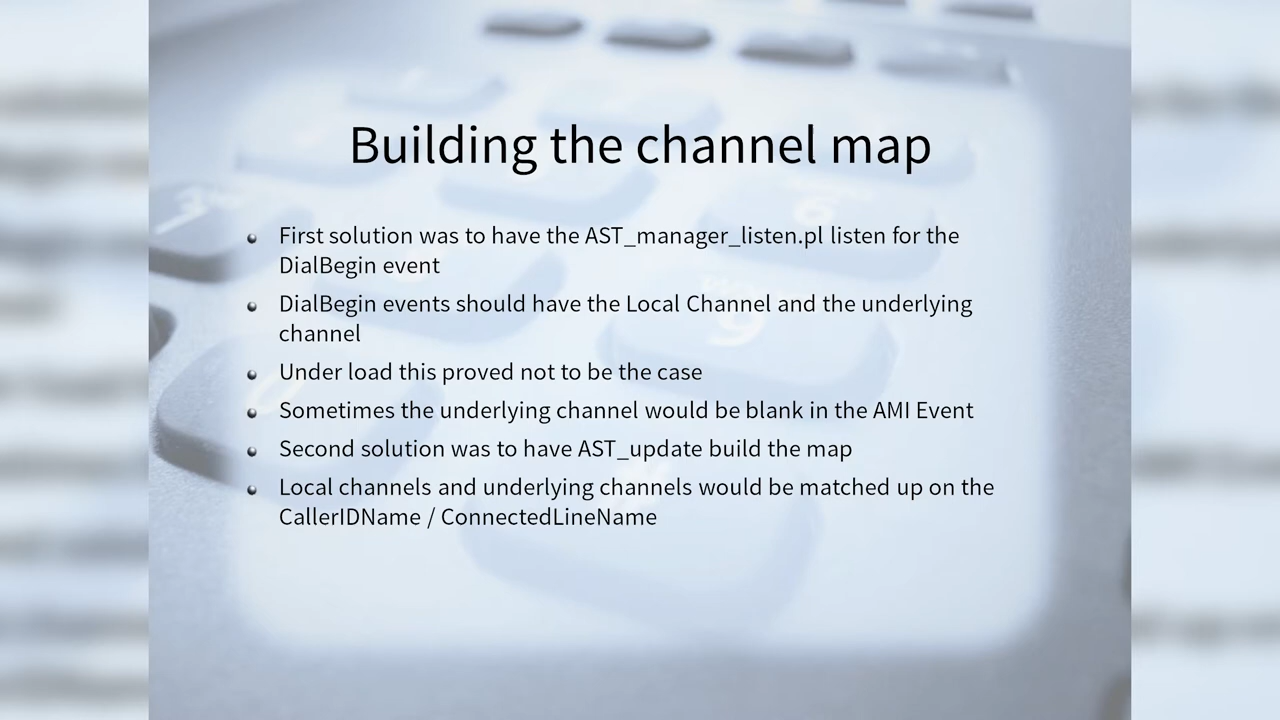 Building the channel map
First solution was to have the AST_manager_listen.pl listen for the
DialBegin event
DialBegin events should have the Local Channel and the underlying
channel
Under load this proved not to be the case
Sometimes the underlying channel would be blank in the AMI Event
Second solution was to have AST_update build the map
Local channels and underlying channels would be matched up on the
CallerIDName / ConnectedLineName